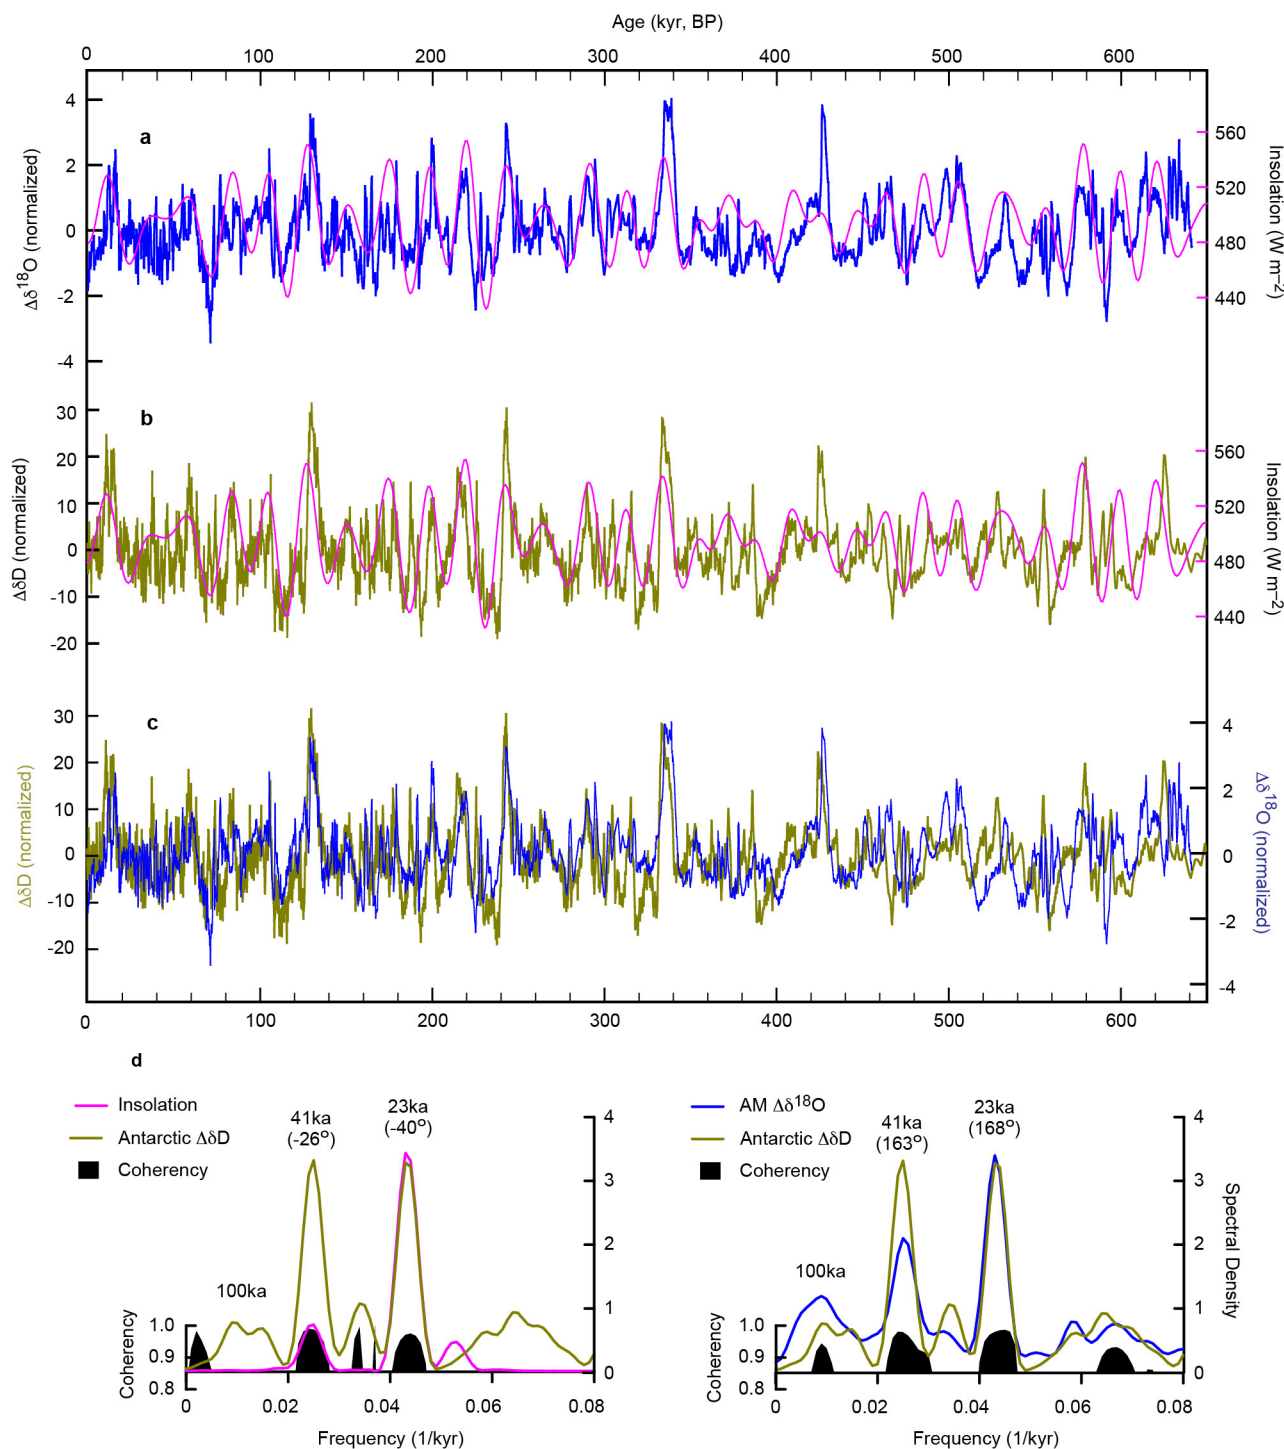 Age (kyr, BP)
0 100 200 300 400 500 600
a
4
2
0
-2
-4
Δδ¹⁸O (normalized)
560
520
480
440
Insolation (W m⁻²)
b
30
20
10
0
-10
-20
ΔδD (normalized)
560
520
480
440
Insolation (W m⁻²)
c
30
20
10
0
-10
-20
ΔδD (normalized)
4
2
0
-2
-4
Δδ¹⁸O (normalized)
0 100 200 300 400 500 600
d
Insolation
Antarctic ΔδD
Coherency
41ka
(-26°)
23ka
(-40°)
100ka
4
3
2
1
0
1.0
0.9
0.8
Coherency
0 0.02 0.04 0.06 0.08
Frequency (1/kyr)
AM Δδ¹⁸O
Antarctic ΔδD
Coherency
41ka
(163°)
23ka
(168°)
100ka
4
3
2
1
0
Spectral Density
1.0
0.9
0.8
Coherency
0 0.02 0.04 0.06 0.08
Frequency (1/kyr)